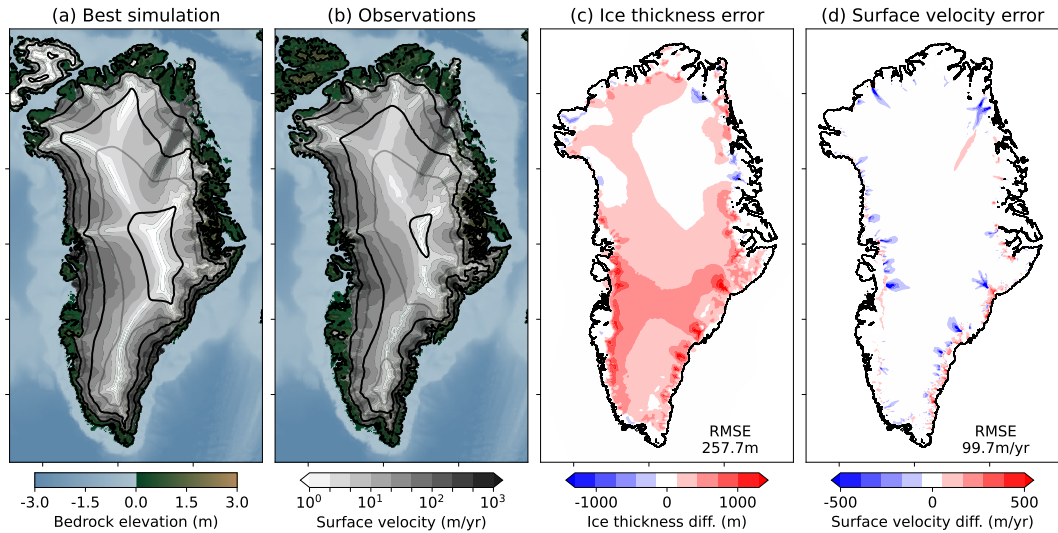 (a) Best simulation
(b) Observations
(c) Ice thickness error
(d) Surface velocity error
RMSE
257.7m
RMSE
99.7m/yr
-3.0 -1.5 0.0 1.5 3.0
Bedrock elevation (m)
10⁰ 10¹ 10² 10³
Surface velocity (m/yr)
-1000 0 1000
Ice thickness diff. (m)
-500 0 500
Surface velocity diff. (m/yr)